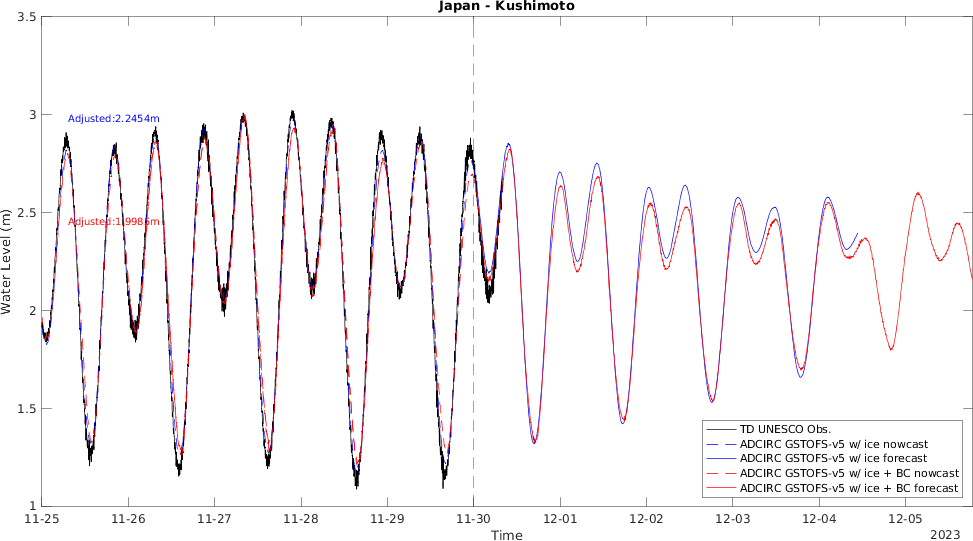 Japan - Kushimoto
3.5
3
2.5
2
1.5
1
Water Level (m)
Adjusted:2.2454m
Adjusted:1.9985m
TD UNESCO Obs.
ADCIRC GSTOFS-v5 w/ ice nowcast
ADCIRC GSTOFS-v5 w/ ice forecast
ADCIRC GSTOFS-v5 w/ ice + BC nowcast
ADCIRC GSTOFS-v5 w/ ice + BC forecast
11-25 11-26 11-27 11-28 11-29 11-30 12-01 12-02 12-03 12-04 12-05
Time
2023